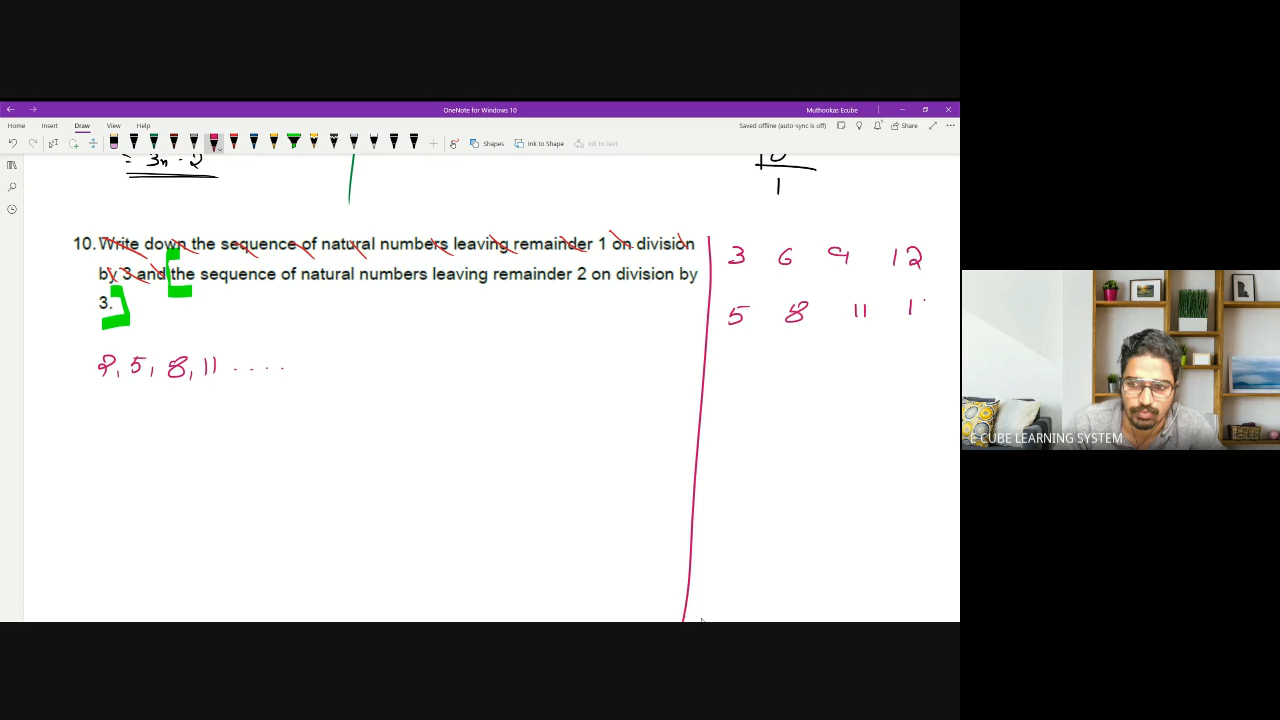 OneNote for Windows 10
Muthookas Ecube
Home Insert Draw View Help
Saved offline (auto-sync is off) Share
Shapes Ink to Shape Ink to Text
= 3n - 2
1
10. Write down the sequence of natural numbers leaving remainder 1 on division
by 3 and the sequence of natural numbers leaving remainder 2 on division by
3.
3 6 9 12
5 8 11 1
2, 5, 8, 11 ....
E CUBE LEARNING SYSTEM